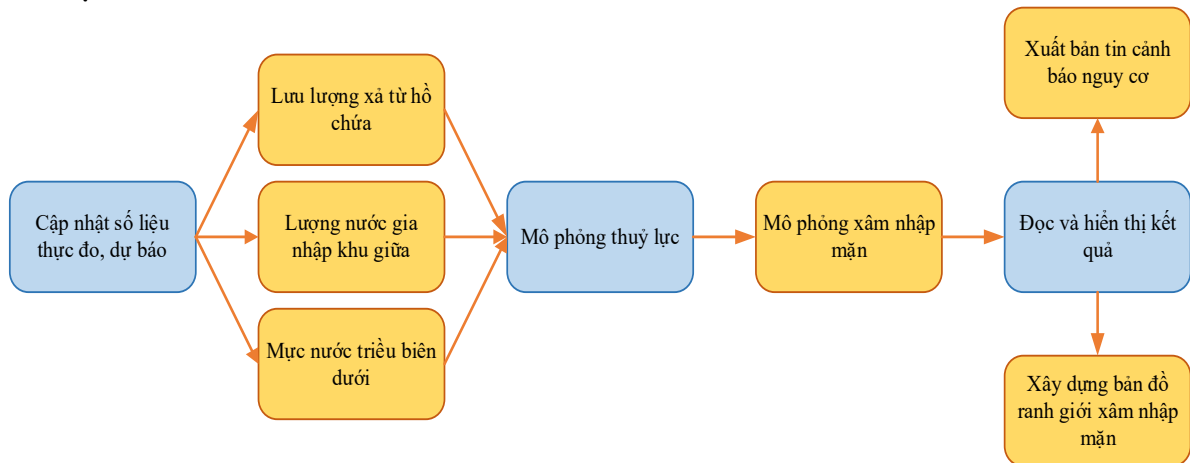 Cập nhật số liệu
thực đo, dự báo
Lưu lượng xả từ hồ
chứa
Lượng nước gia
nhập khu giữa
Mực nước triều biên
dưới
Mô phỏng thuỷ lực
Mô phỏng xâm nhập
mặn
Đọc và hiển thị kết
quả
Xuất bản tin cảnh
báo nguy cơ
Xây dựng bản đồ
ranh giới xâm nhập
mặn